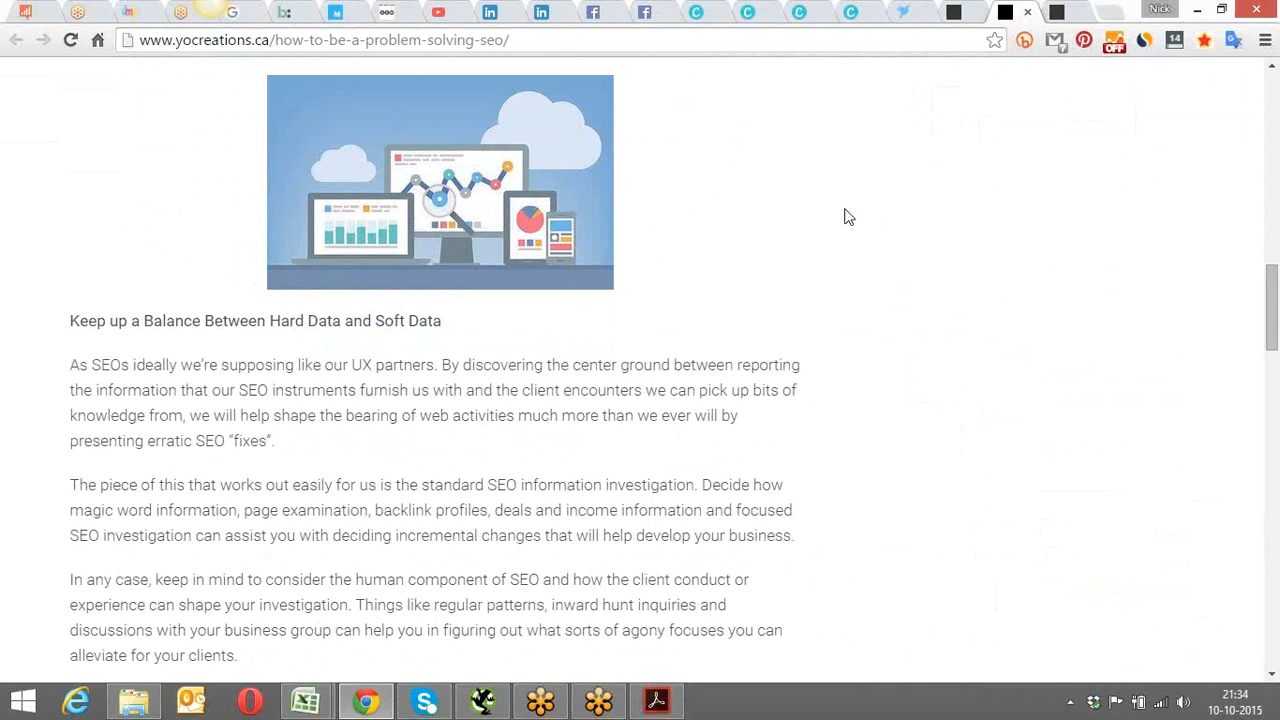 Nick
www.yocreations.ca/how-to-be-a-problem-solving-seo/
OFF
14
Keep up a Balance Between Hard Data and Soft Data
As SEOs ideally we're supposing like our UX partners. By discovering the center ground between reporting
the information that our SEO instruments furnish us with and the client encounters we can pick up bits of
knowledge from, we will help shape the bearing of web activities much more than we ever will by
presenting erratic SEO “fixes”.
The piece of this that works out easily for us is the standard SEO information investigation. Decide how
magic word information, page examination, backlink profiles, deals and income information and focused
SEO investigation can assist you with deciding incremental changes that will help develop your business.
In any case, keep in mind to consider the human component of SEO and how the client conduct or
experience can shape your investigation. Things like regular patterns, inward hunt inquiries and
discussions with your business group can help you in figuring out what sorts of agony focuses you can
alleviate for your clients.
21:34
10-10-2015